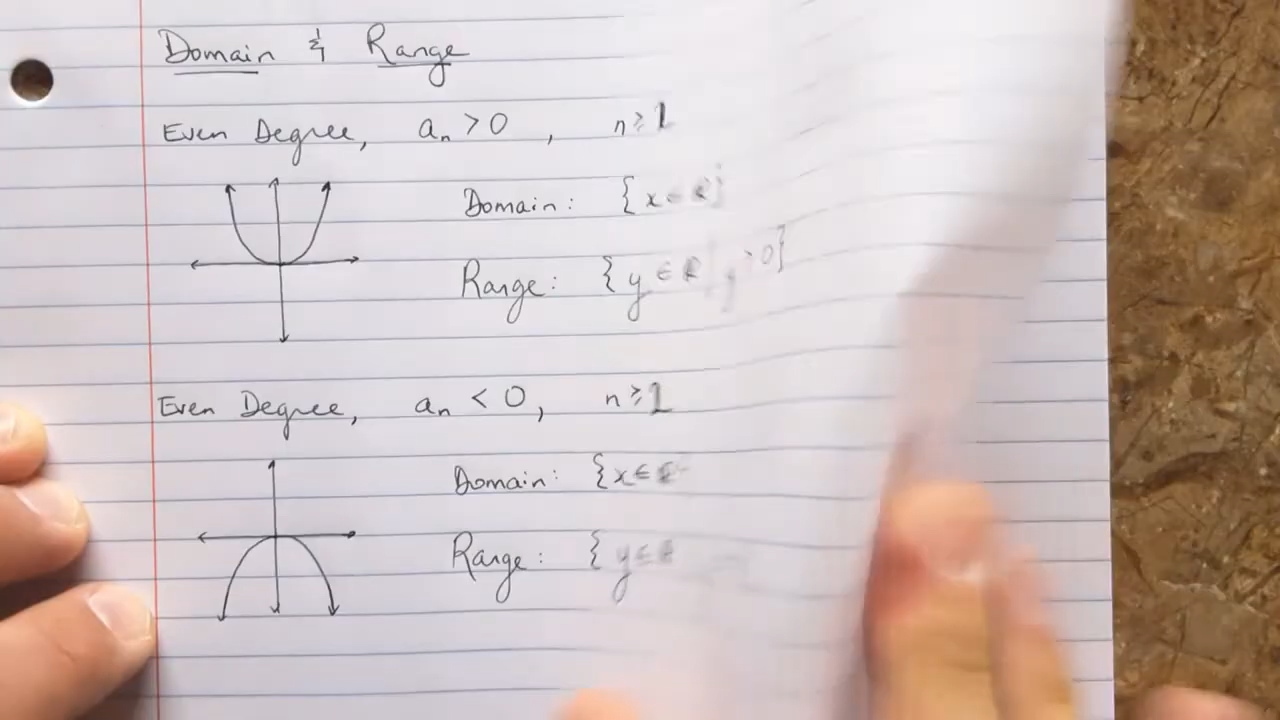 Domain & Range
Even Degree, aₙ > 0, n ≥ 1
Domain: {x ∈ ℝ}
Range: {y ∈ ℝ | y
Even Degree, aₙ < 0, n ≥ 1
Domain: {x ∈ ℝ
Range: {y ∈ ℝ